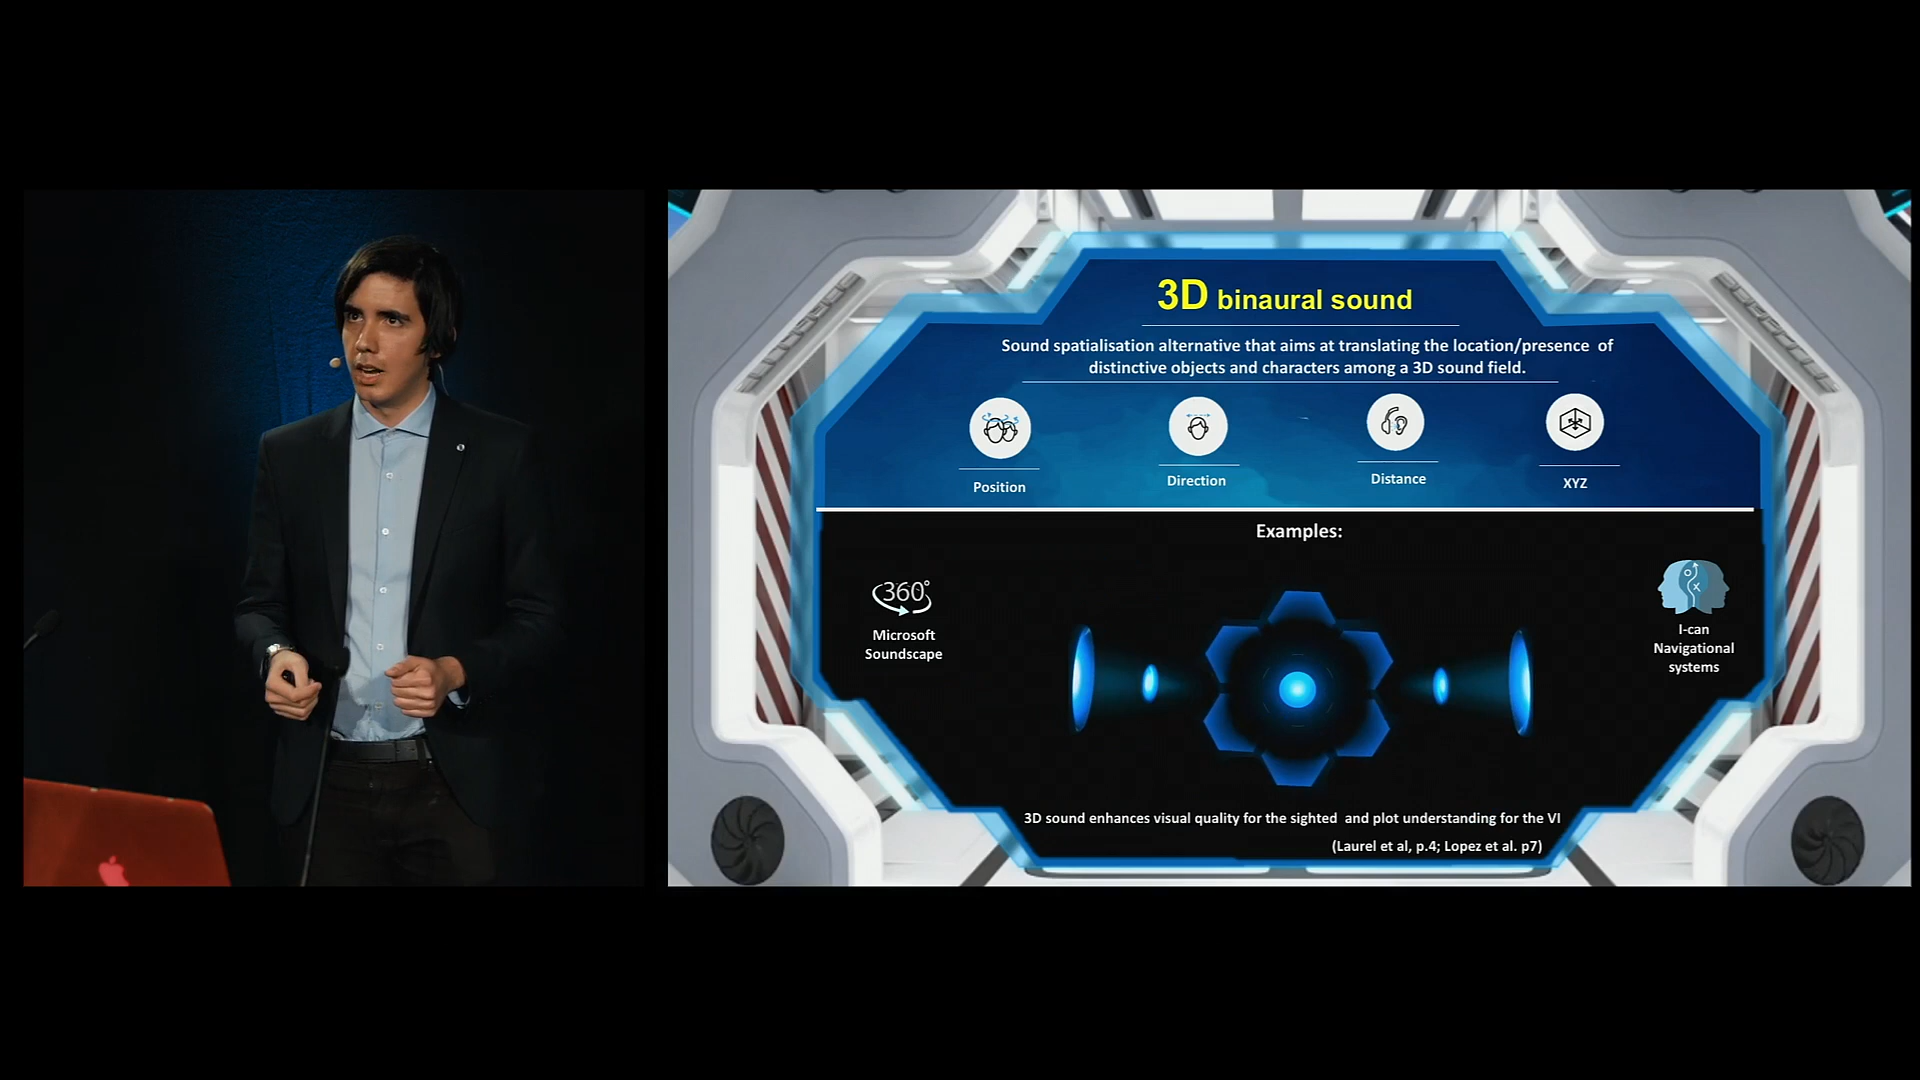 3D binaural sound
Sound spatialisation alternative that aims at translating the location/presence of
distinctive objects and characters among a 3D sound field.
Position
Direction
Distance
XYZ
Examples:
360°
Microsoft
Soundscape
X
I-can
Navigational
systems
3D sound enhances visual quality for the sighted and plot understanding for the VI
(Laurel et al, p.4; Lopez et al. p7)